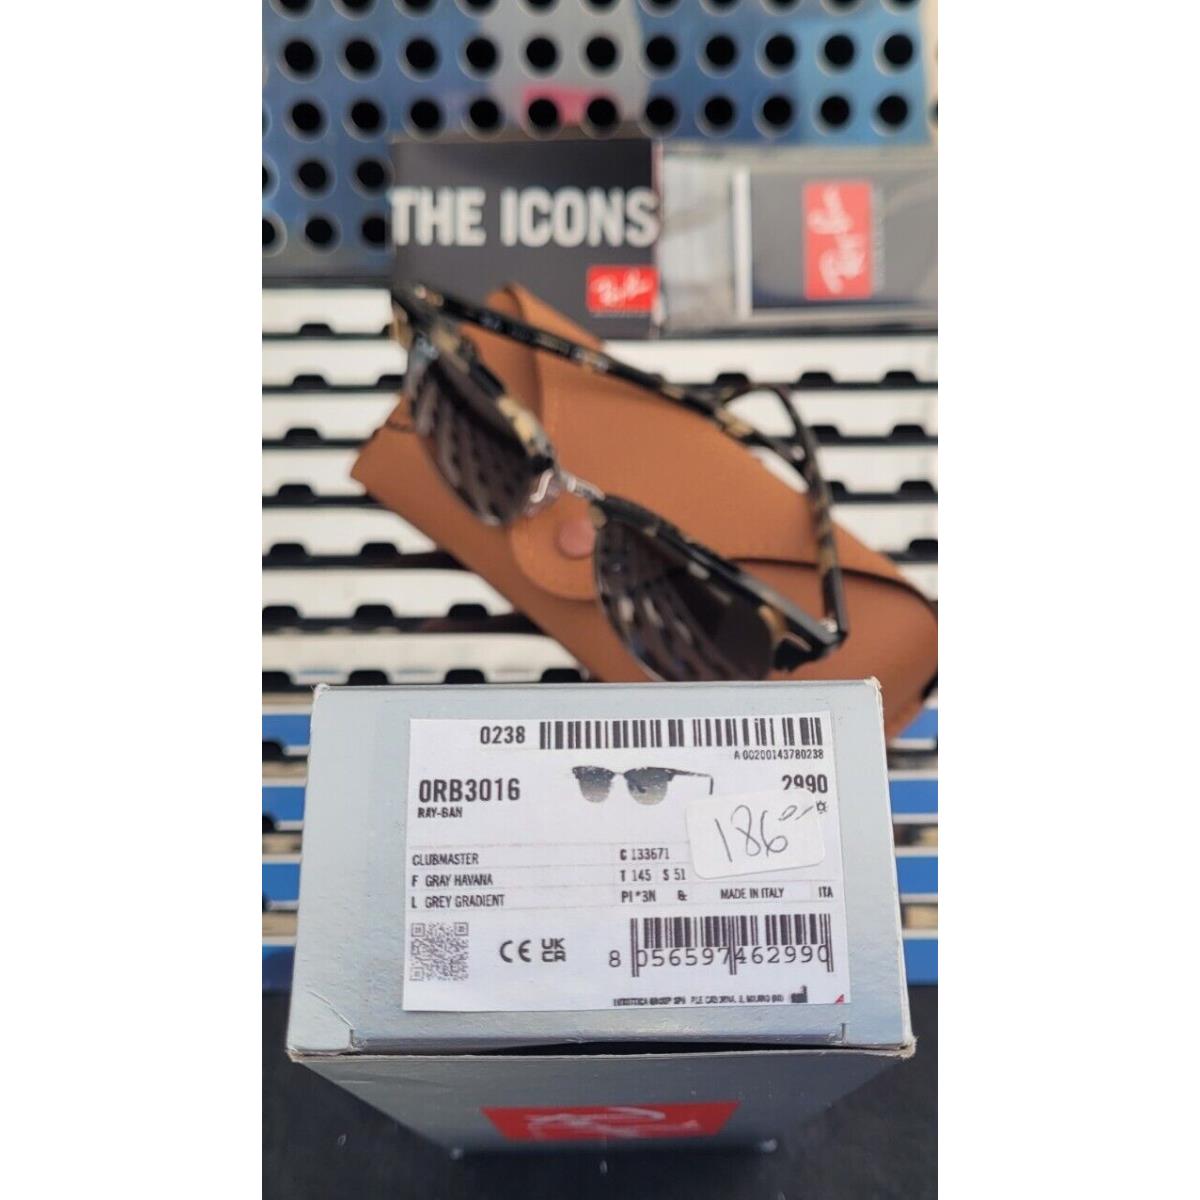 THE ICONS
Ray-Ban
Ray-Ban
0238
A 00200143780238
0RB3016
2990
RAY-BAN
186
CLUBMASTER
C 133671
F GRAY HAVANA
T 145 S 51
L GREY GRADIENT
PI *3N & MADE IN ITALY ITA
CE UK CA
8 056597 462990